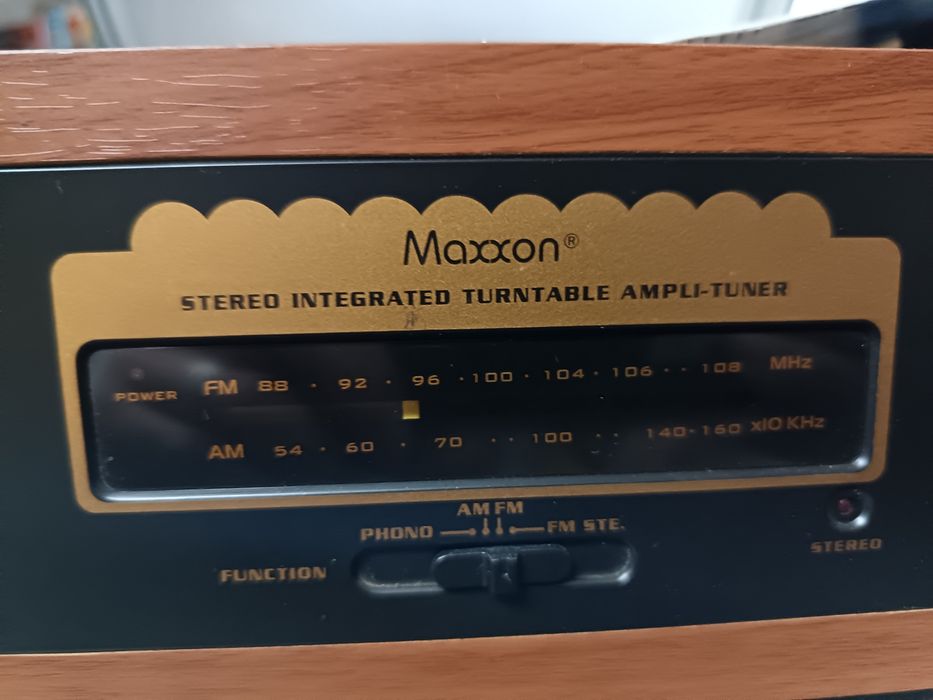 Maxxon®
STEREO INTEGRATED TURNTABLE AMPLI-TUNER
POWER FM 88 · 92 · 96 · 100 · 104 · 106 · · 108 MHz
AM 54 · 60 · 70 · · 100 · · 140 · 160 x10 KHz
AM FM
PHONO FM STE.
FUNCTION
STEREO